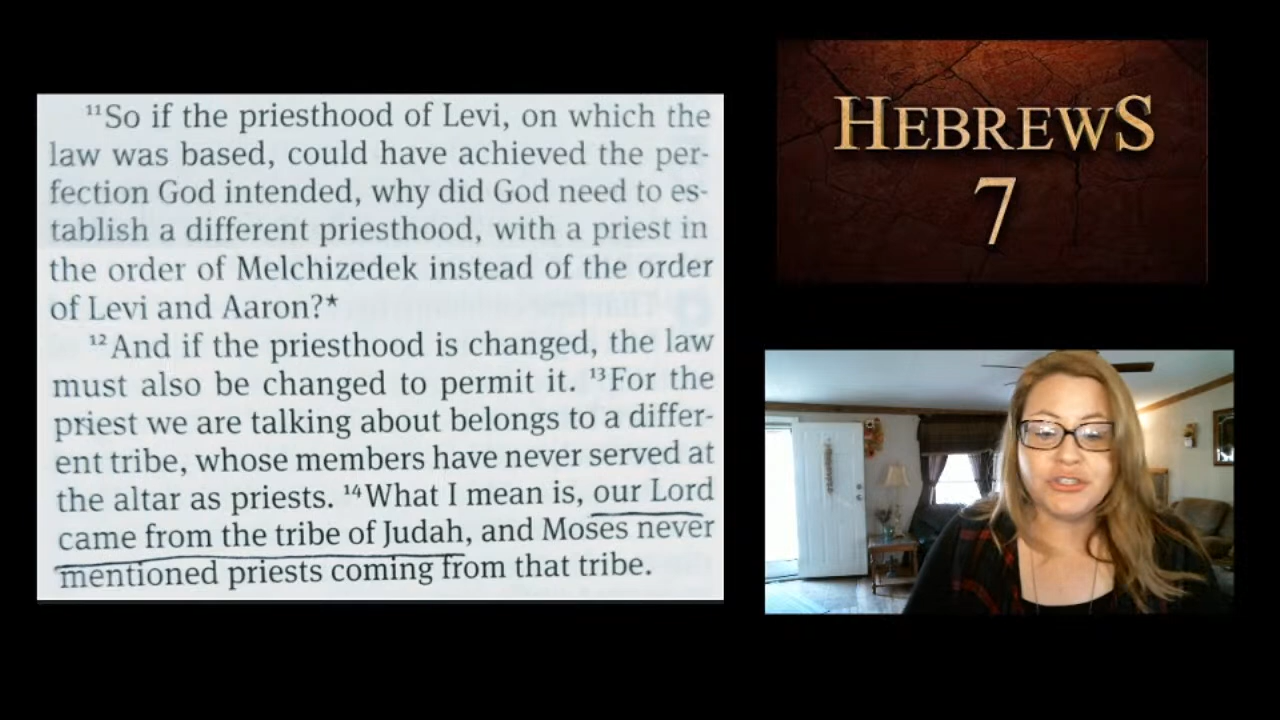 ¹¹So if the priesthood of Levi, on which the
law was based, could have achieved the per-
fection God intended, why did God need to es-
tablish a different priesthood, with a priest in
the order of Melchizedek instead of the order
of Levi and Aaron?*
¹²And if the priesthood is changed, the law
must also be changed to permit it. ¹³For the
priest we are talking about belongs to a differ-
ent tribe, whose members have never served at
the altar as priests. ¹⁴What I mean is, our Lord
came from the tribe of Judah, and Moses never
mentioned priests coming from that tribe.
HEBREWS
7